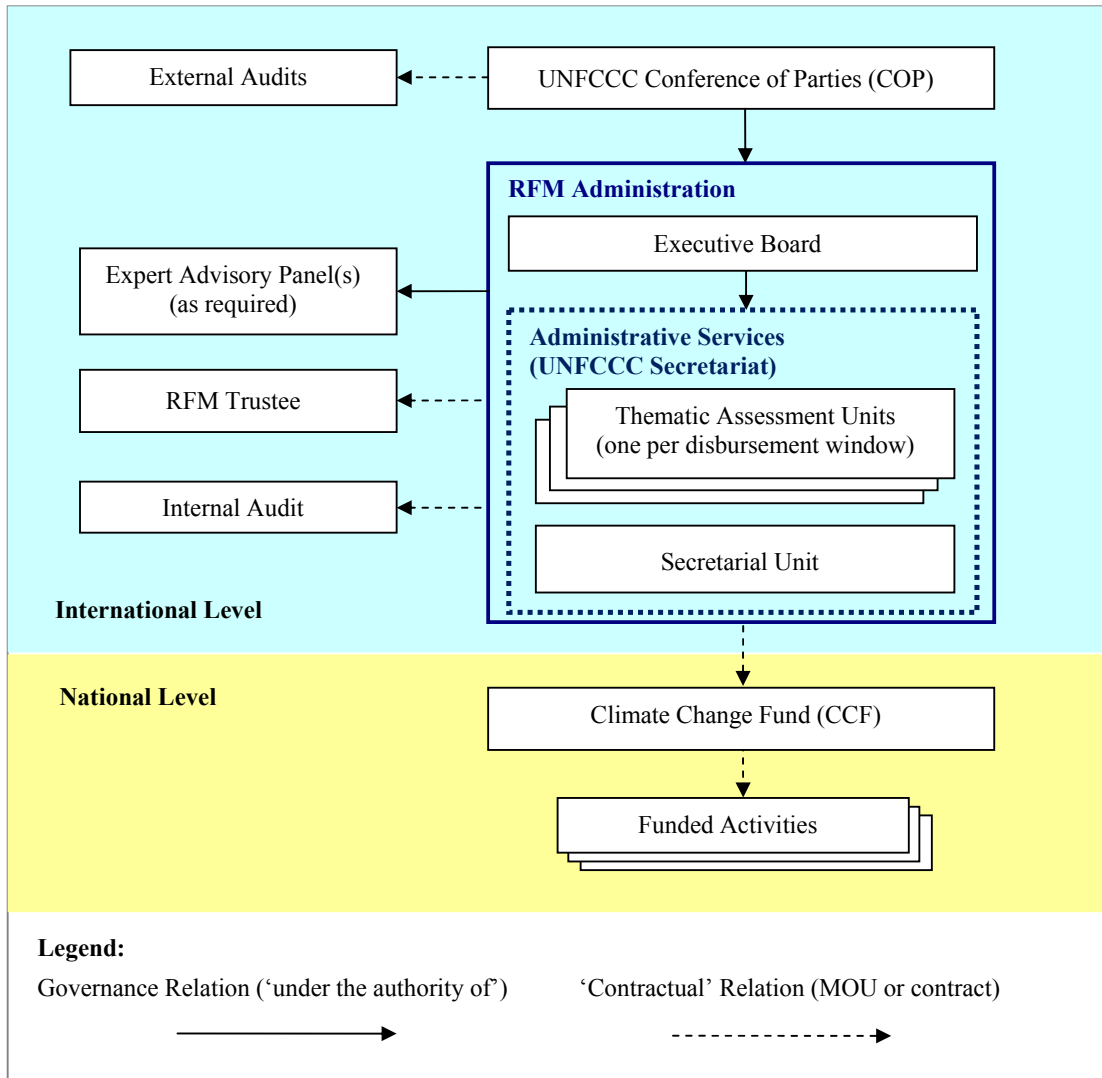 External Audits
UNFCCC Conference of Parties (COP)
RFM Administration
Executive Board
Expert Advisory Panel(s)
(as required)
Administrative Services
(UNFCCC Secretariat)
RFM Trustee
Thematic Assessment Units
(one per disbursement window)
Internal Audit
Secretarial Unit
International Level
National Level
Climate Change Fund (CCF)
Funded Activities
Legend:
Governance Relation (‘under the authority of’)
‘Contractual’ Relation (MOU or contract)